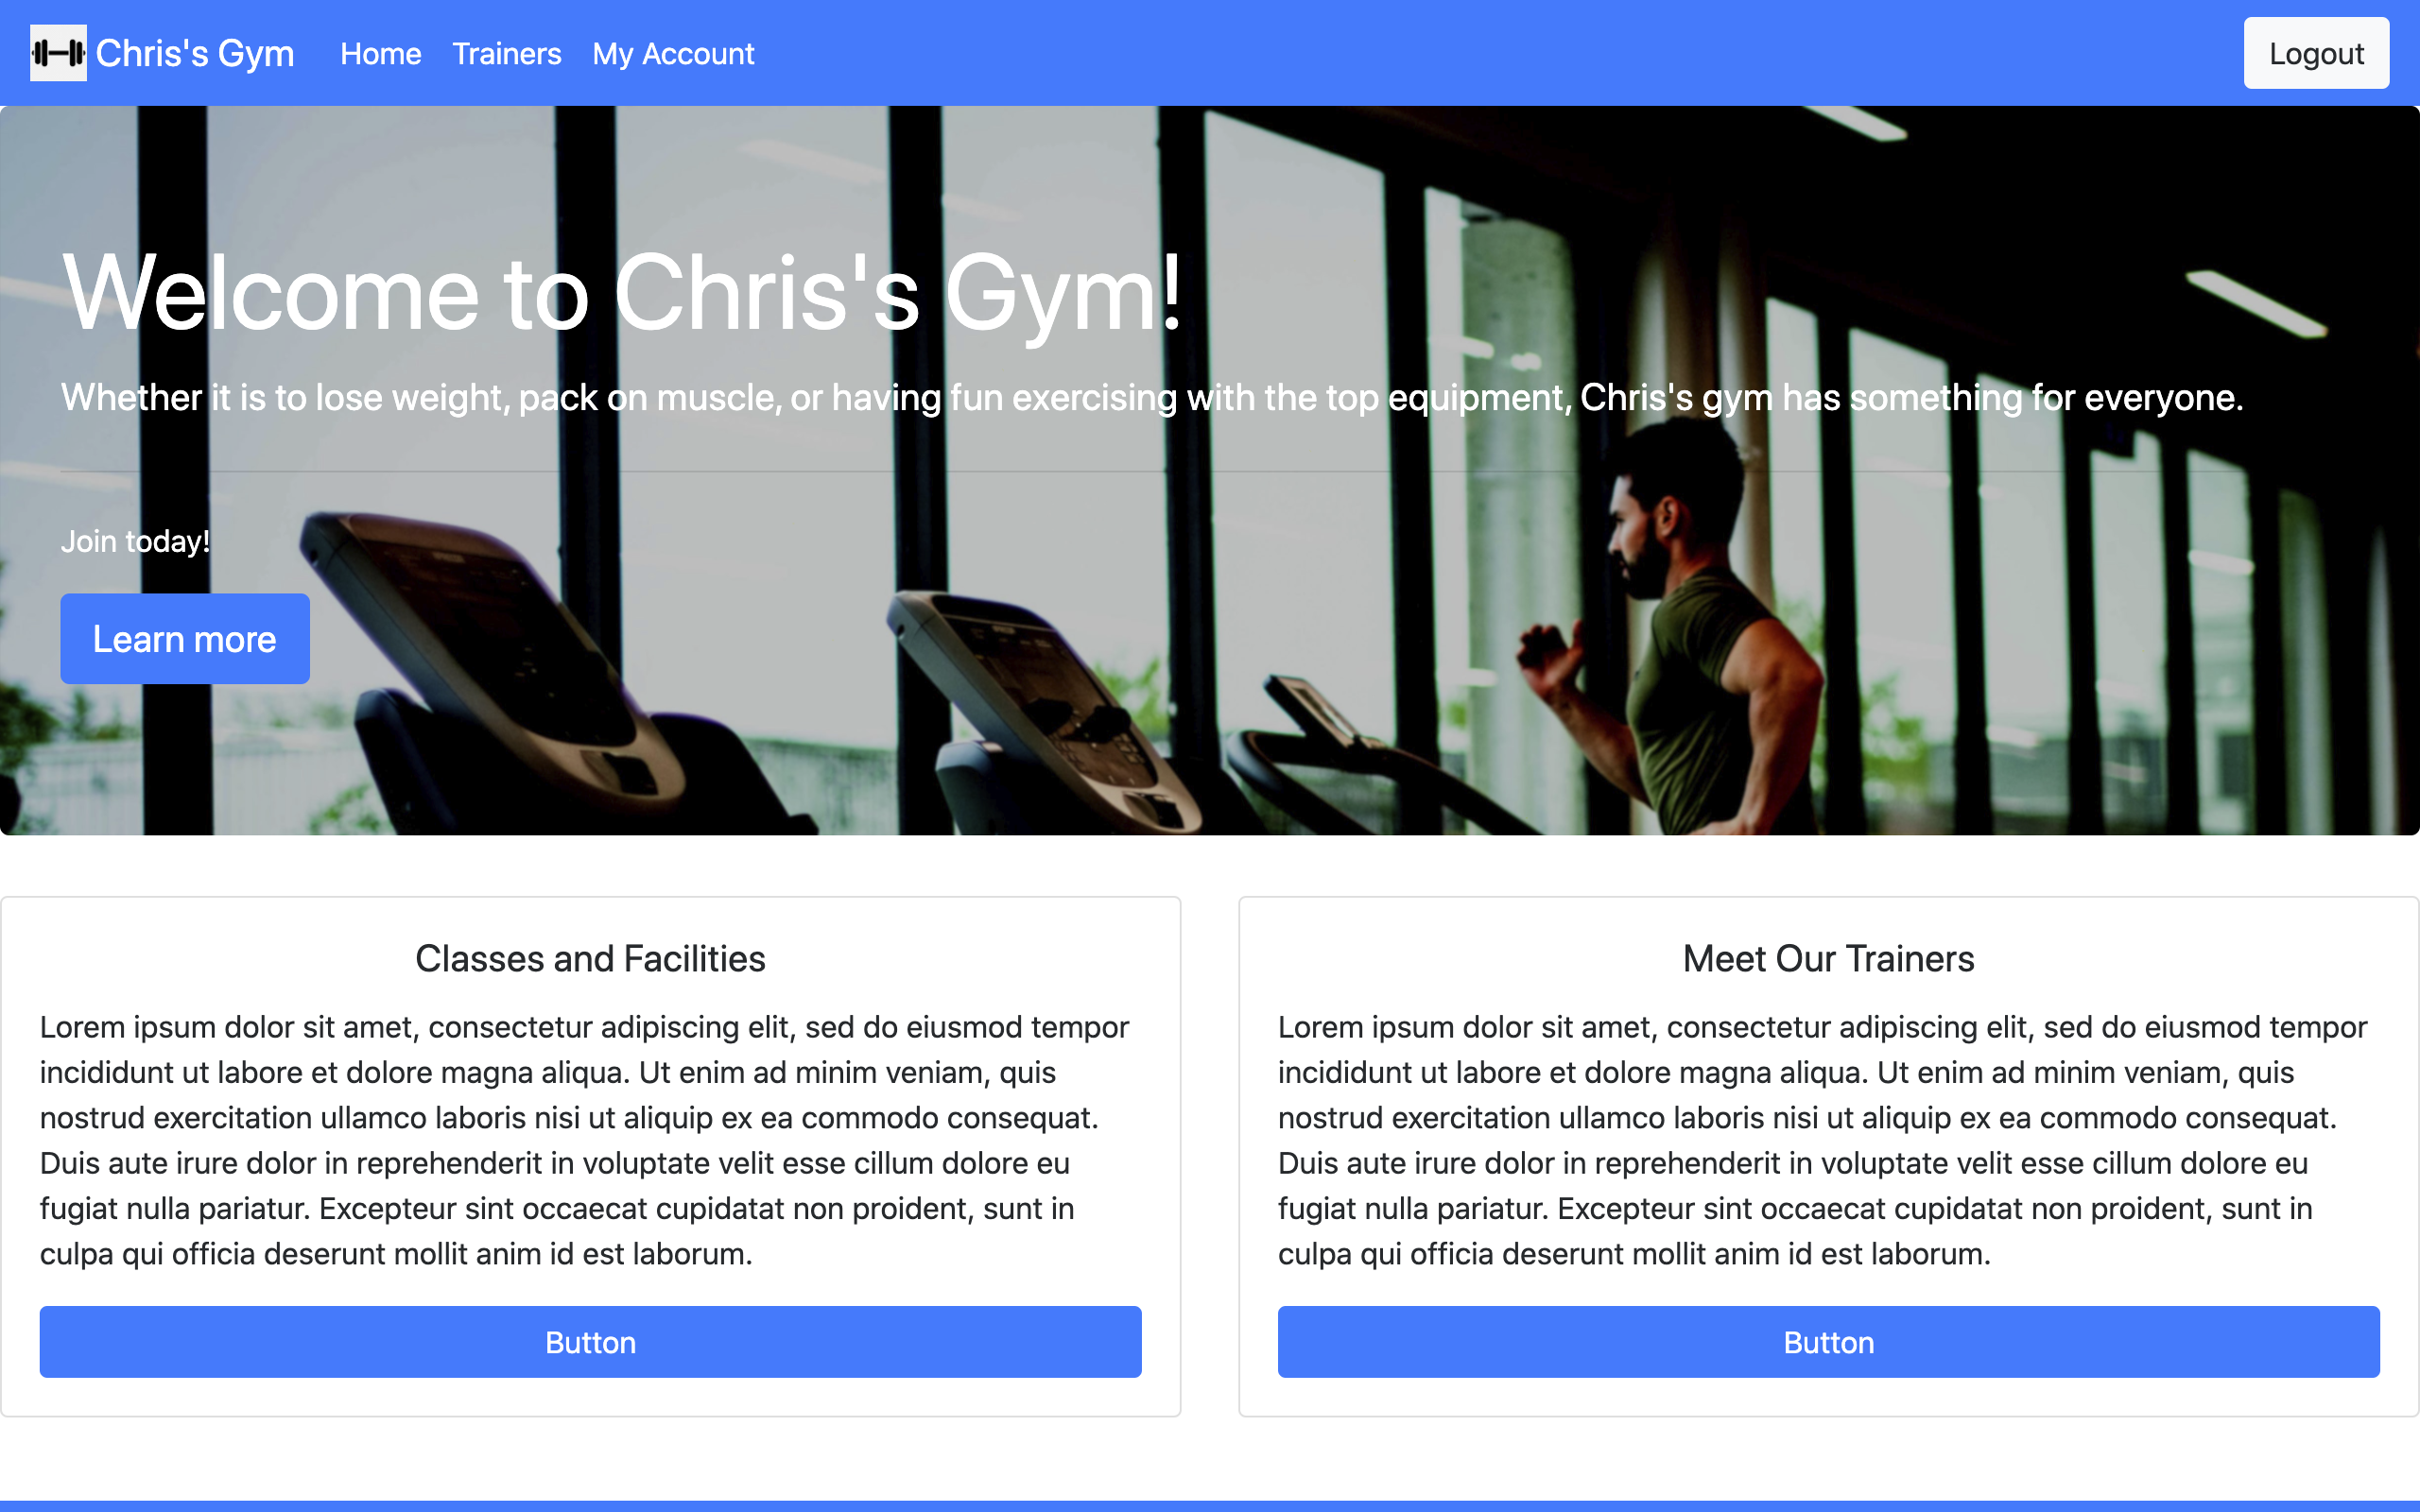 Chris's Gym Home Trainers My Account Logout
Welcome to Chris's Gym!
Whether it is to lose weight, pack on muscle, or having fun exercising with the top equipment, Chris's gym has something for everyone.
Join today!
Learn more
Classes and Facilities
Lorem ipsum dolor sit amet, consectetur adipiscing elit, sed do eiusmod tempor
incididunt ut labore et dolore magna aliqua. Ut enim ad minim veniam, quis
nostrud exercitation ullamco laboris nisi ut aliquip ex ea commodo consequat.
Duis aute irure dolor in reprehenderit in voluptate velit esse cillum dolore eu
fugiat nulla pariatur. Excepteur sint occaecat cupidatat non proident, sunt in
culpa qui officia deserunt mollit anim id est laborum.
Button
Meet Our Trainers
Lorem ipsum dolor sit amet, consectetur adipiscing elit, sed do eiusmod tempor
incididunt ut labore et dolore magna aliqua. Ut enim ad minim veniam, quis
nostrud exercitation ullamco laboris nisi ut aliquip ex ea commodo consequat.
Duis aute irure dolor in reprehenderit in voluptate velit esse cillum dolore eu
fugiat nulla pariatur. Excepteur sint occaecat cupidatat non proident, sunt in
culpa qui officia deserunt mollit anim id est laborum.
Button